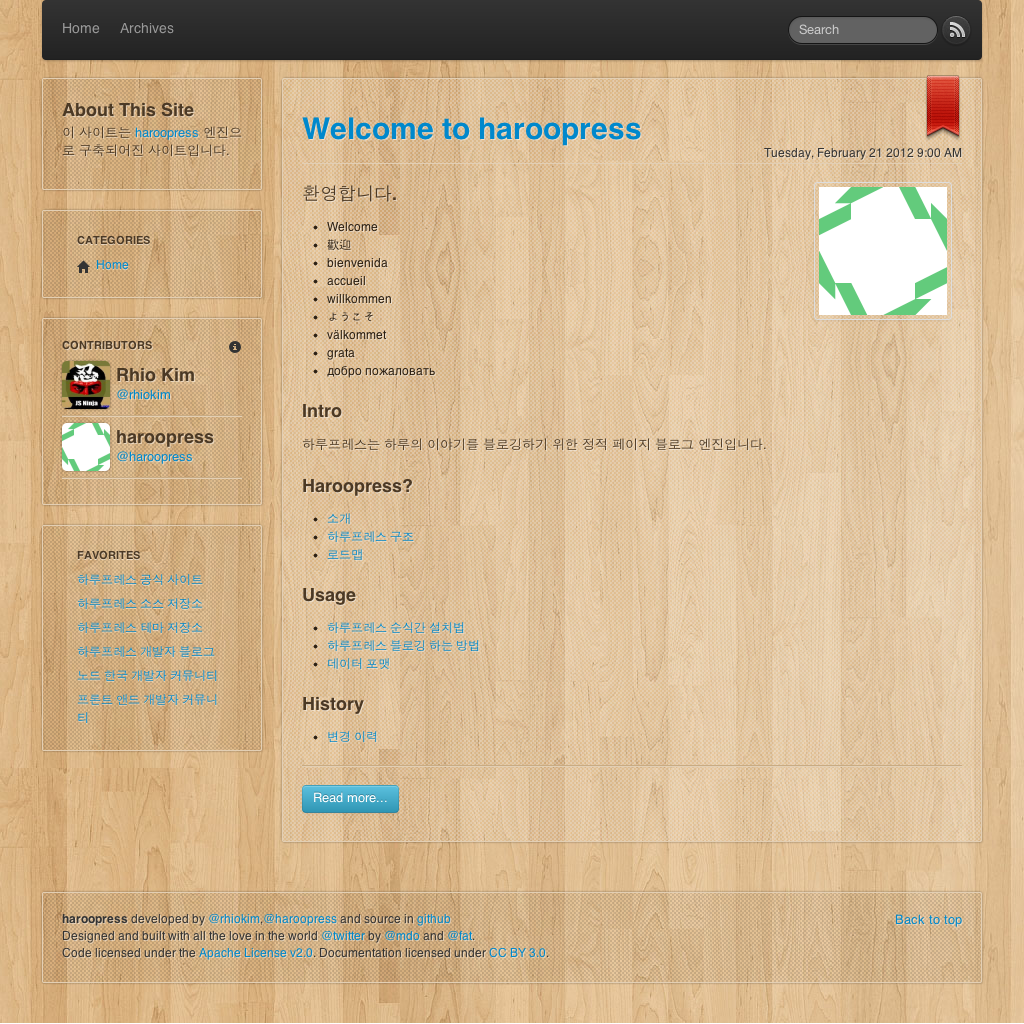 Home Archives
Search
About This Site
이 사이트는 haroopress 엔진으
로 구축되어진 사이트입니다.
CATEGORIES
Home
CONTRIBUTORS
JS Ninja
Rhio Kim
@rhiokim
haroopress
@haroopress
FAVORITES
하루프레스 공식 사이트
하루프레스 소스 저장소
하루프레스 테마 저장소
하루프레스 개발자 블로그
노드 한국 개발자 커뮤니티
프론트 앤드 개발자 커뮤니
티
Welcome to haroopress
Tuesday, February 21 2012 9:00 AM
환영합니다.
Welcome
歡迎
bienvenida
accueil
willkommen
ようこそ
välkommet
grata
добро пожаловать
Intro
하루프레스는 하루의 이야기를 블로깅하기 위한 정적 페이지 블로그 엔진입니다.
Haroopress?
소개
하루프레스 구조
로드맵
Usage
하루프레스 순식간 설치법
하루프레스 블로깅 하는 방법
데이터 포맷
History
변경 이력
Read more...
haroopress developed by @rhiokim,@haroopress and source in github
Designed and built with all the love in the world @twitter by @mdo and @fat.
Code licensed under the Apache License v2.0. Documentation licensed under CC BY 3.0.
Back to top